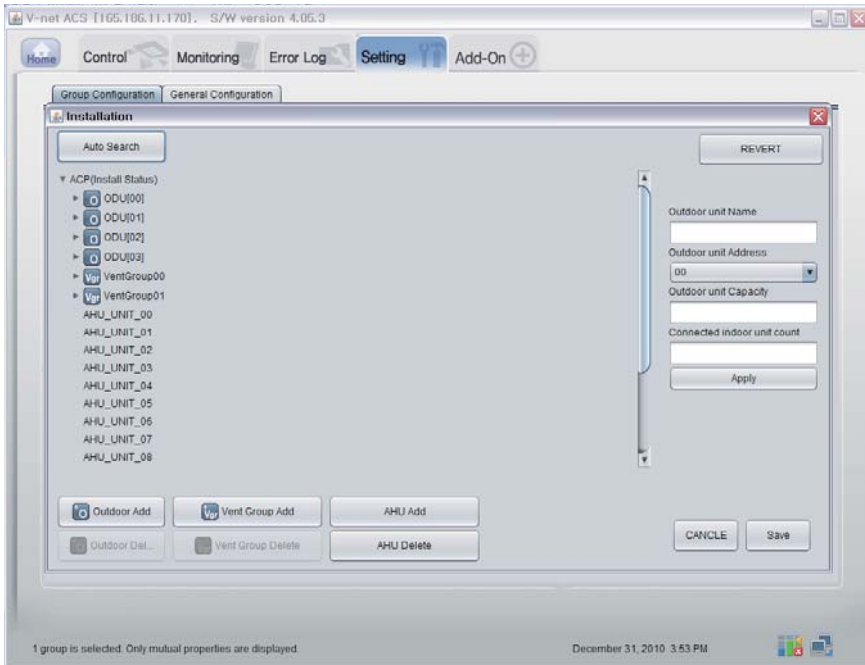 V-net ACS [165.106.11.170]. S/W version 4.05.3
Home
Control
Monitoring
Error Log
Setting
Add-On
Group Configuration
General Configuration
Installation
Auto Search
REVERT
ACP(Install Status)
ODU[00]
ODU[01]
ODU[02]
ODU[03]
Vgr VentGroup00
Vgr VentGroup01
AHU_UNIT_00
AHU_UNIT_01
AHU_UNIT_02
AHU_UNIT_03
AHU_UNIT_04
AHU_UNIT_05
AHU_UNIT_06
AHU_UNIT_07
AHU_UNIT_08
Outdoor unit Name
Outdoor unit Address
00
Outdoor unit Capacity
Connected indoor unit count
Apply
Outdoor Add
Vgr Vent Group Add
AHU Add
Outdoor Del...
Vent Group Delete
AHU Delete
CANCLE
Save
1 group is selected. Only mutual properties are displayed.
December 31, 2010 3:53 PM